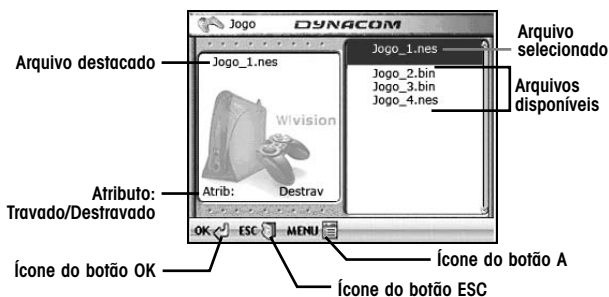 Jogo DYNACOM
Arquivo selecionado
Jogo_1.nes
Arquivo destacado
Jogo_1.nes
Jogo_2.bin
Jogo_3.bin
Jogo_4.nes
Arquivos disponíveis
Wivision
Atributo:
Travado/Destravado
Atrib: Destrav
OK ESC MENU
Ícone do botão A
Ícone do botão OK
Ícone do botão ESC